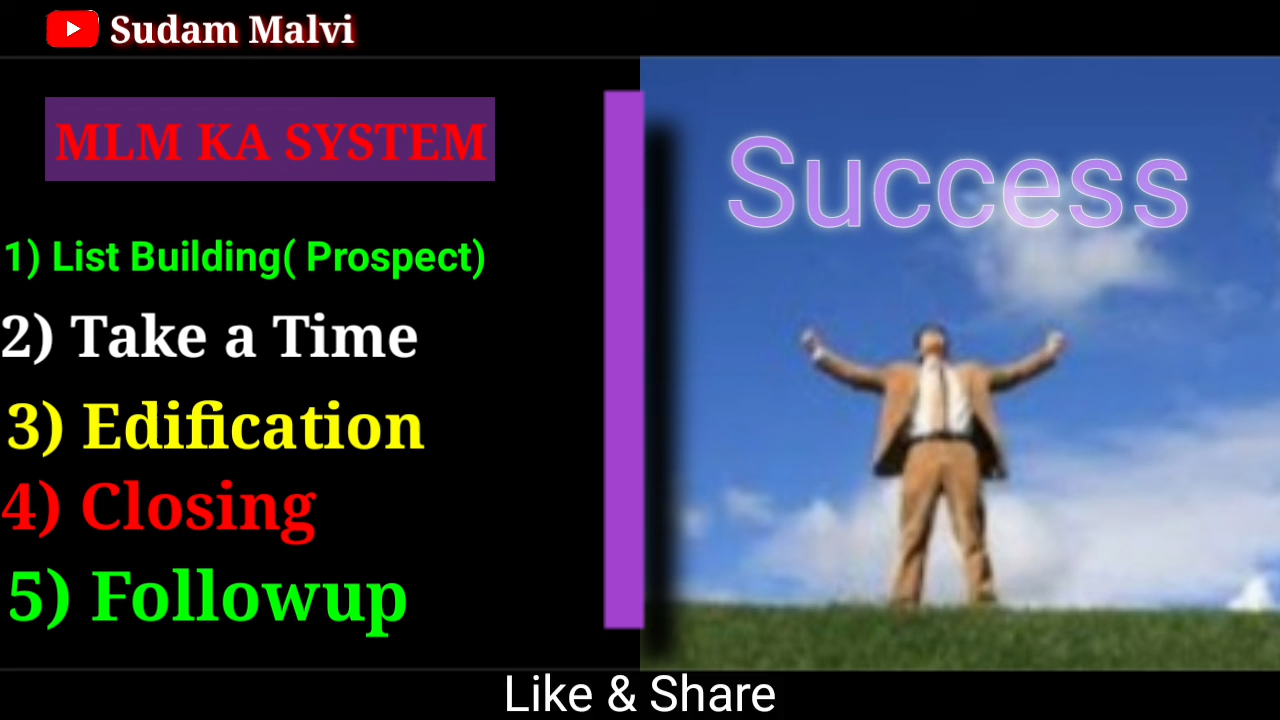 Sudam Malvi
MLM KA SYSTEM
1) List Building( Prospect)
2) Take a Time
3) Edification
4) Closing
5) Followup
Success
Like & Share